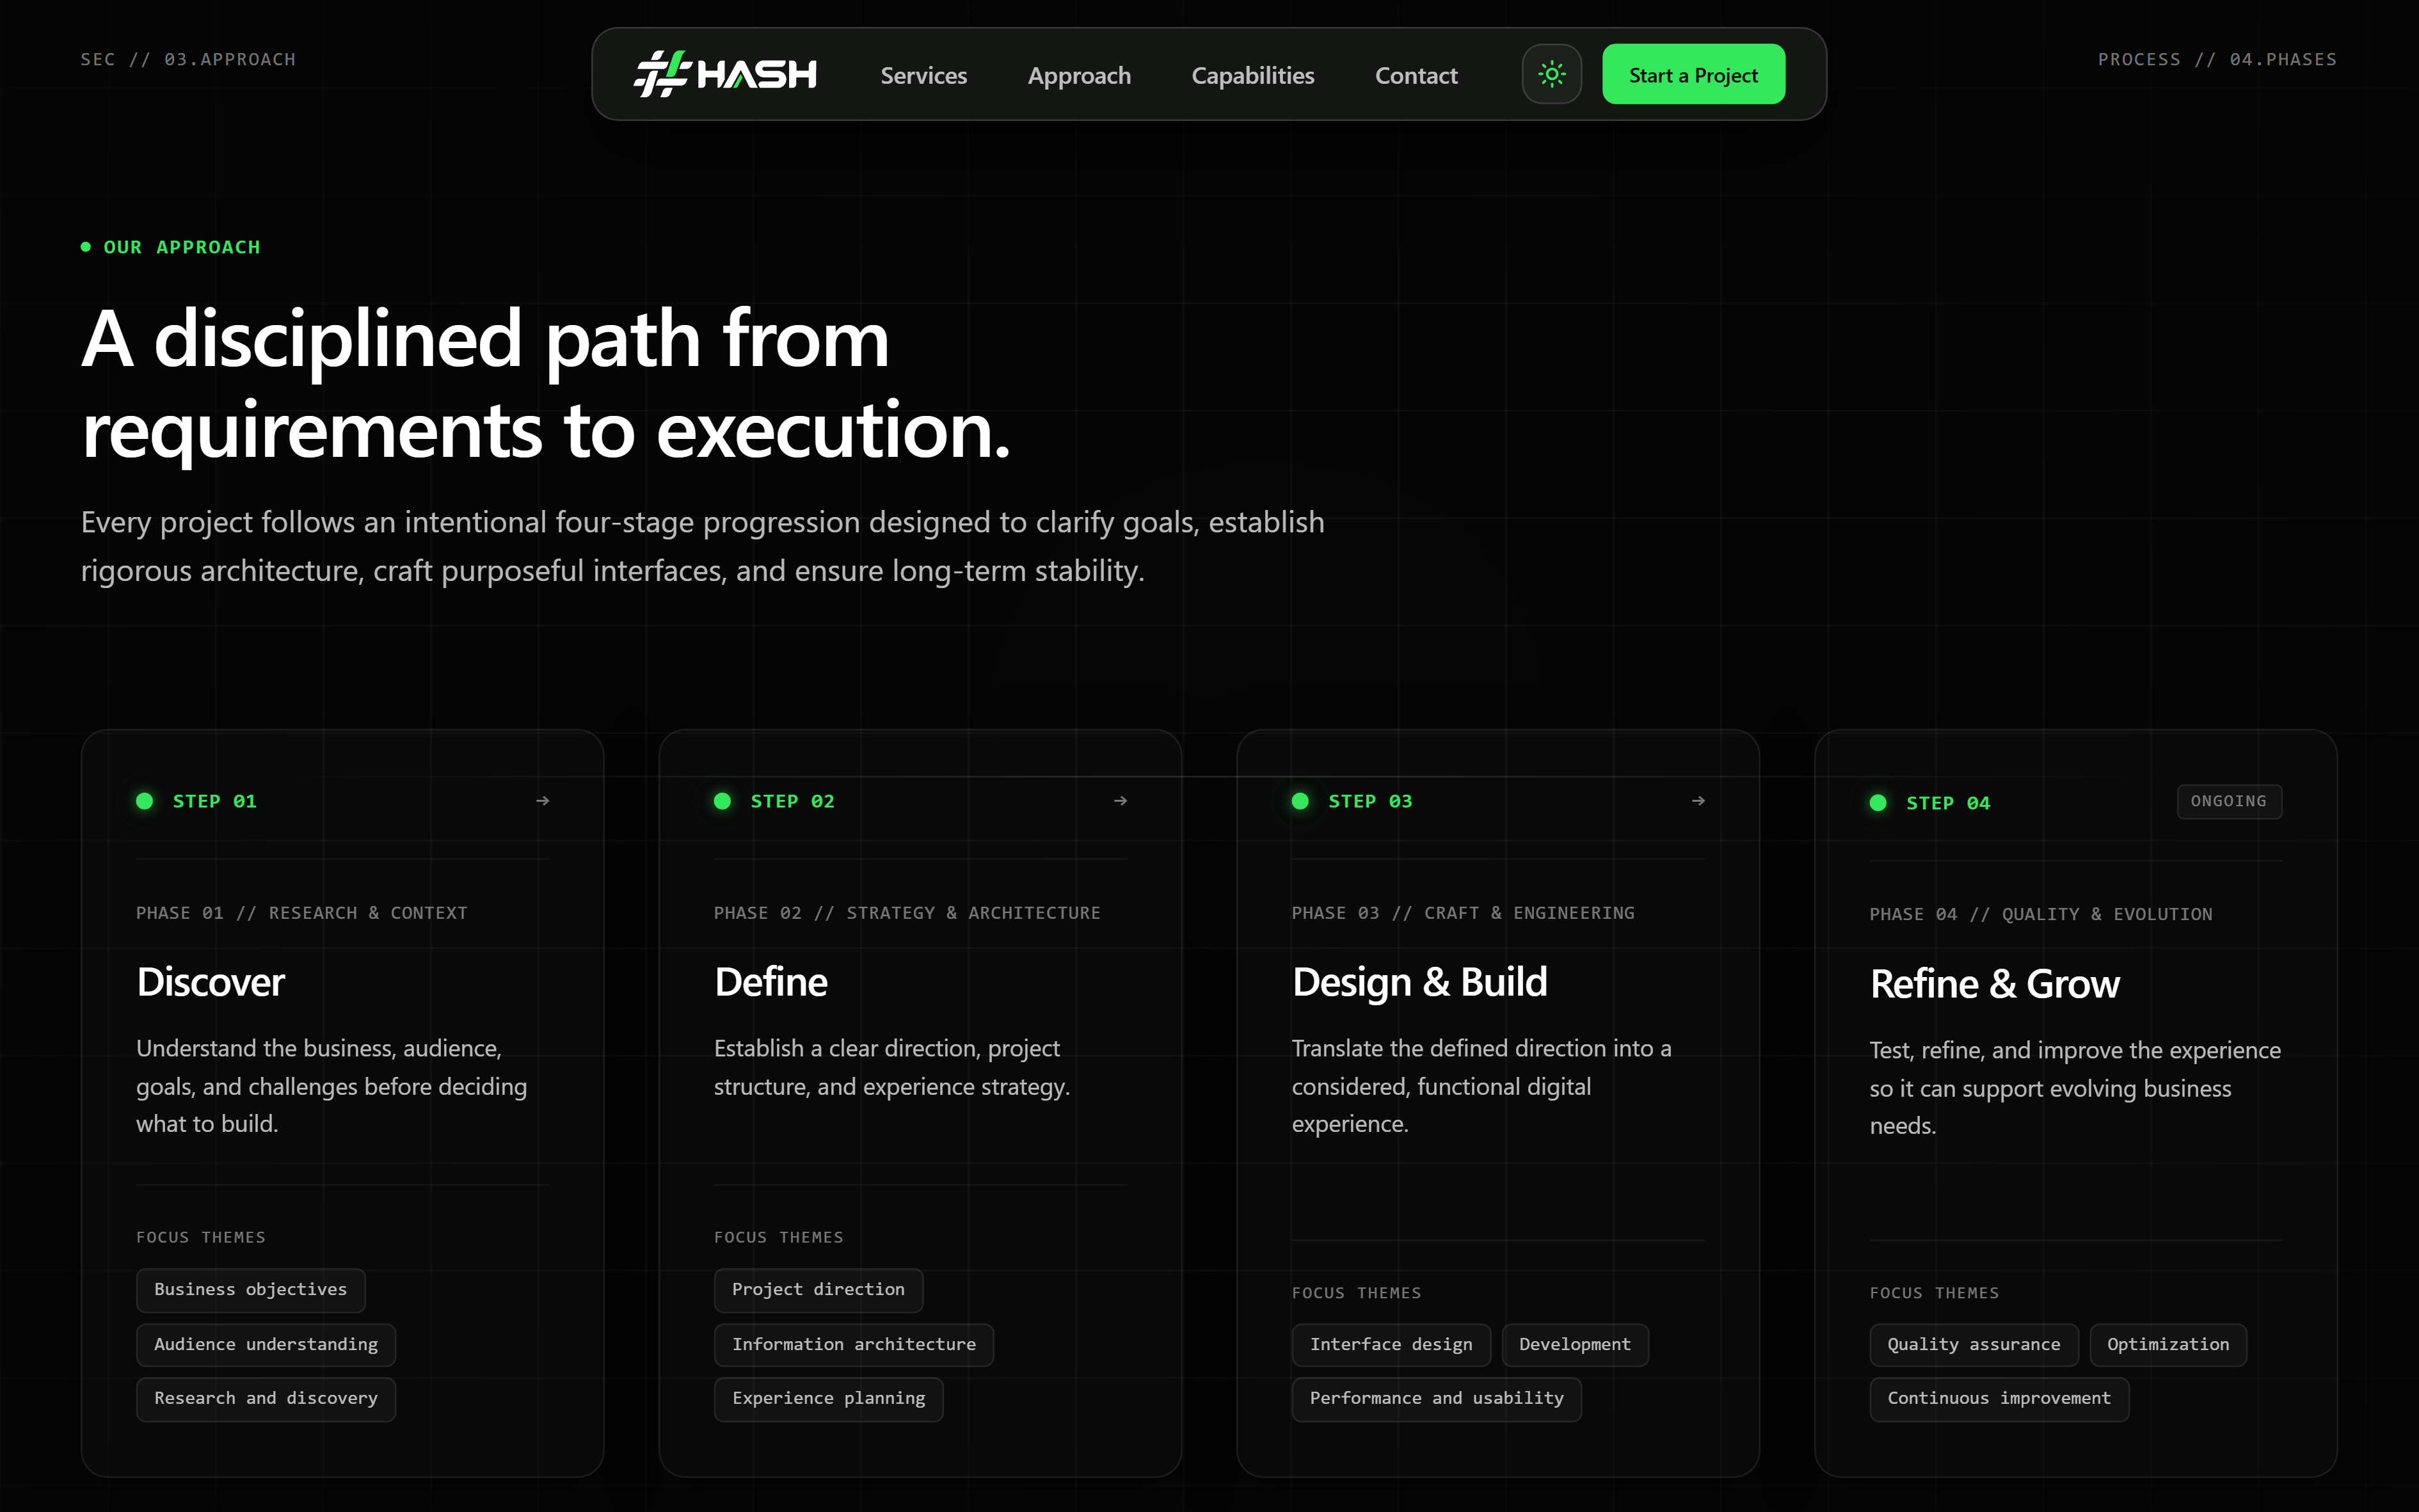 SEC // 03.APPROACH
HASH
Services
Approach
Capabilities
Contact
Start a Project
PROCESS // 04.PHASES
OUR APPROACH
A disciplined path from
requirements to execution.
Every project follows an intentional four-stage progression designed to clarify goals, establish
rigorous architecture, craft purposeful interfaces, and ensure long-term stability.
STEP 01 →
PHASE 01 // RESEARCH & CONTEXT
Discover
Understand the business, audience,
goals, and challenges before deciding
what to build.
FOCUS THEMES
Business objectives
Audience understanding
Research and discovery
STEP 02 →
PHASE 02 // STRATEGY & ARCHITECTURE
Define
Establish a clear direction, project
structure, and experience strategy.
FOCUS THEMES
Project direction
Information architecture
Experience planning
STEP 03 →
PHASE 03 // CRAFT & ENGINEERING
Design & Build
Translate the defined direction into a
considered, functional digital
experience.
FOCUS THEMES
Interface design
Development
Performance and usability
STEP 04
ONGOING
PHASE 04 // QUALITY & EVOLUTION
Refine & Grow
Test, refine, and improve the experience
so it can support evolving business
needs.
FOCUS THEMES
Quality assurance
Optimization
Continuous improvement